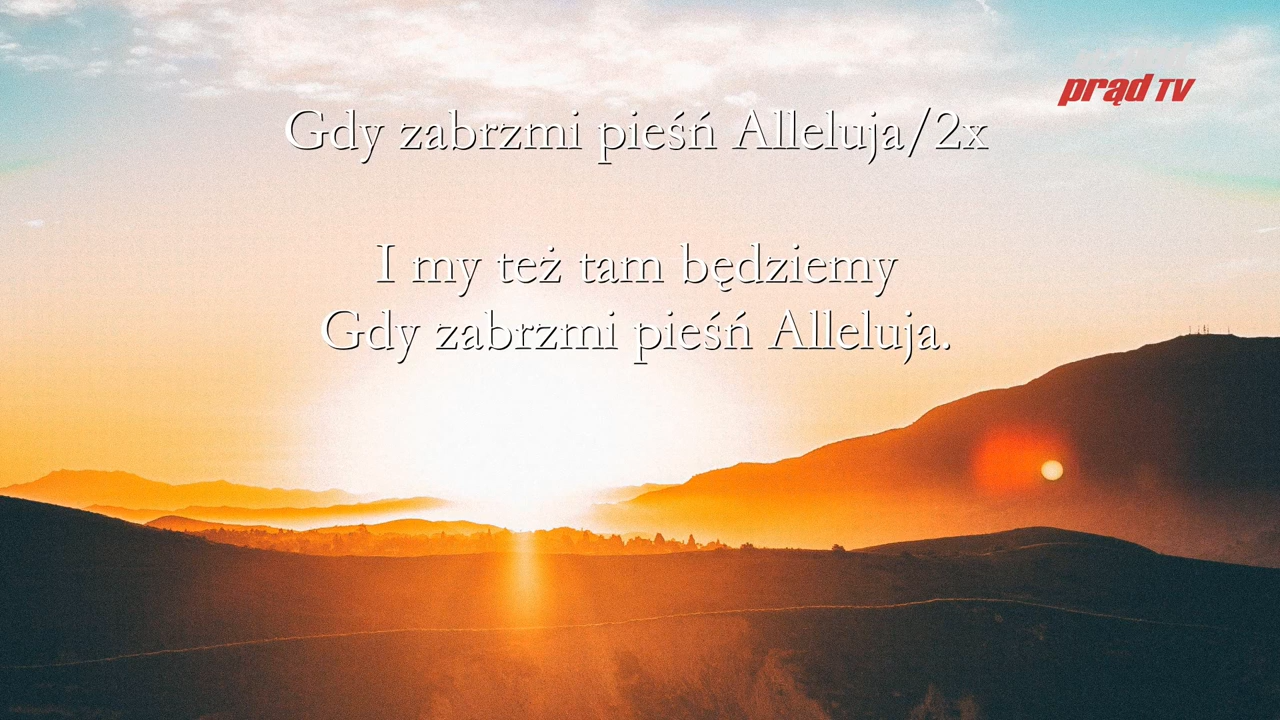 prąd TV
Gdy zabrzmi pieśń Alleluja/2x
I my też tam będziemy
Gdy zabrzmi pieśń Alleluja.